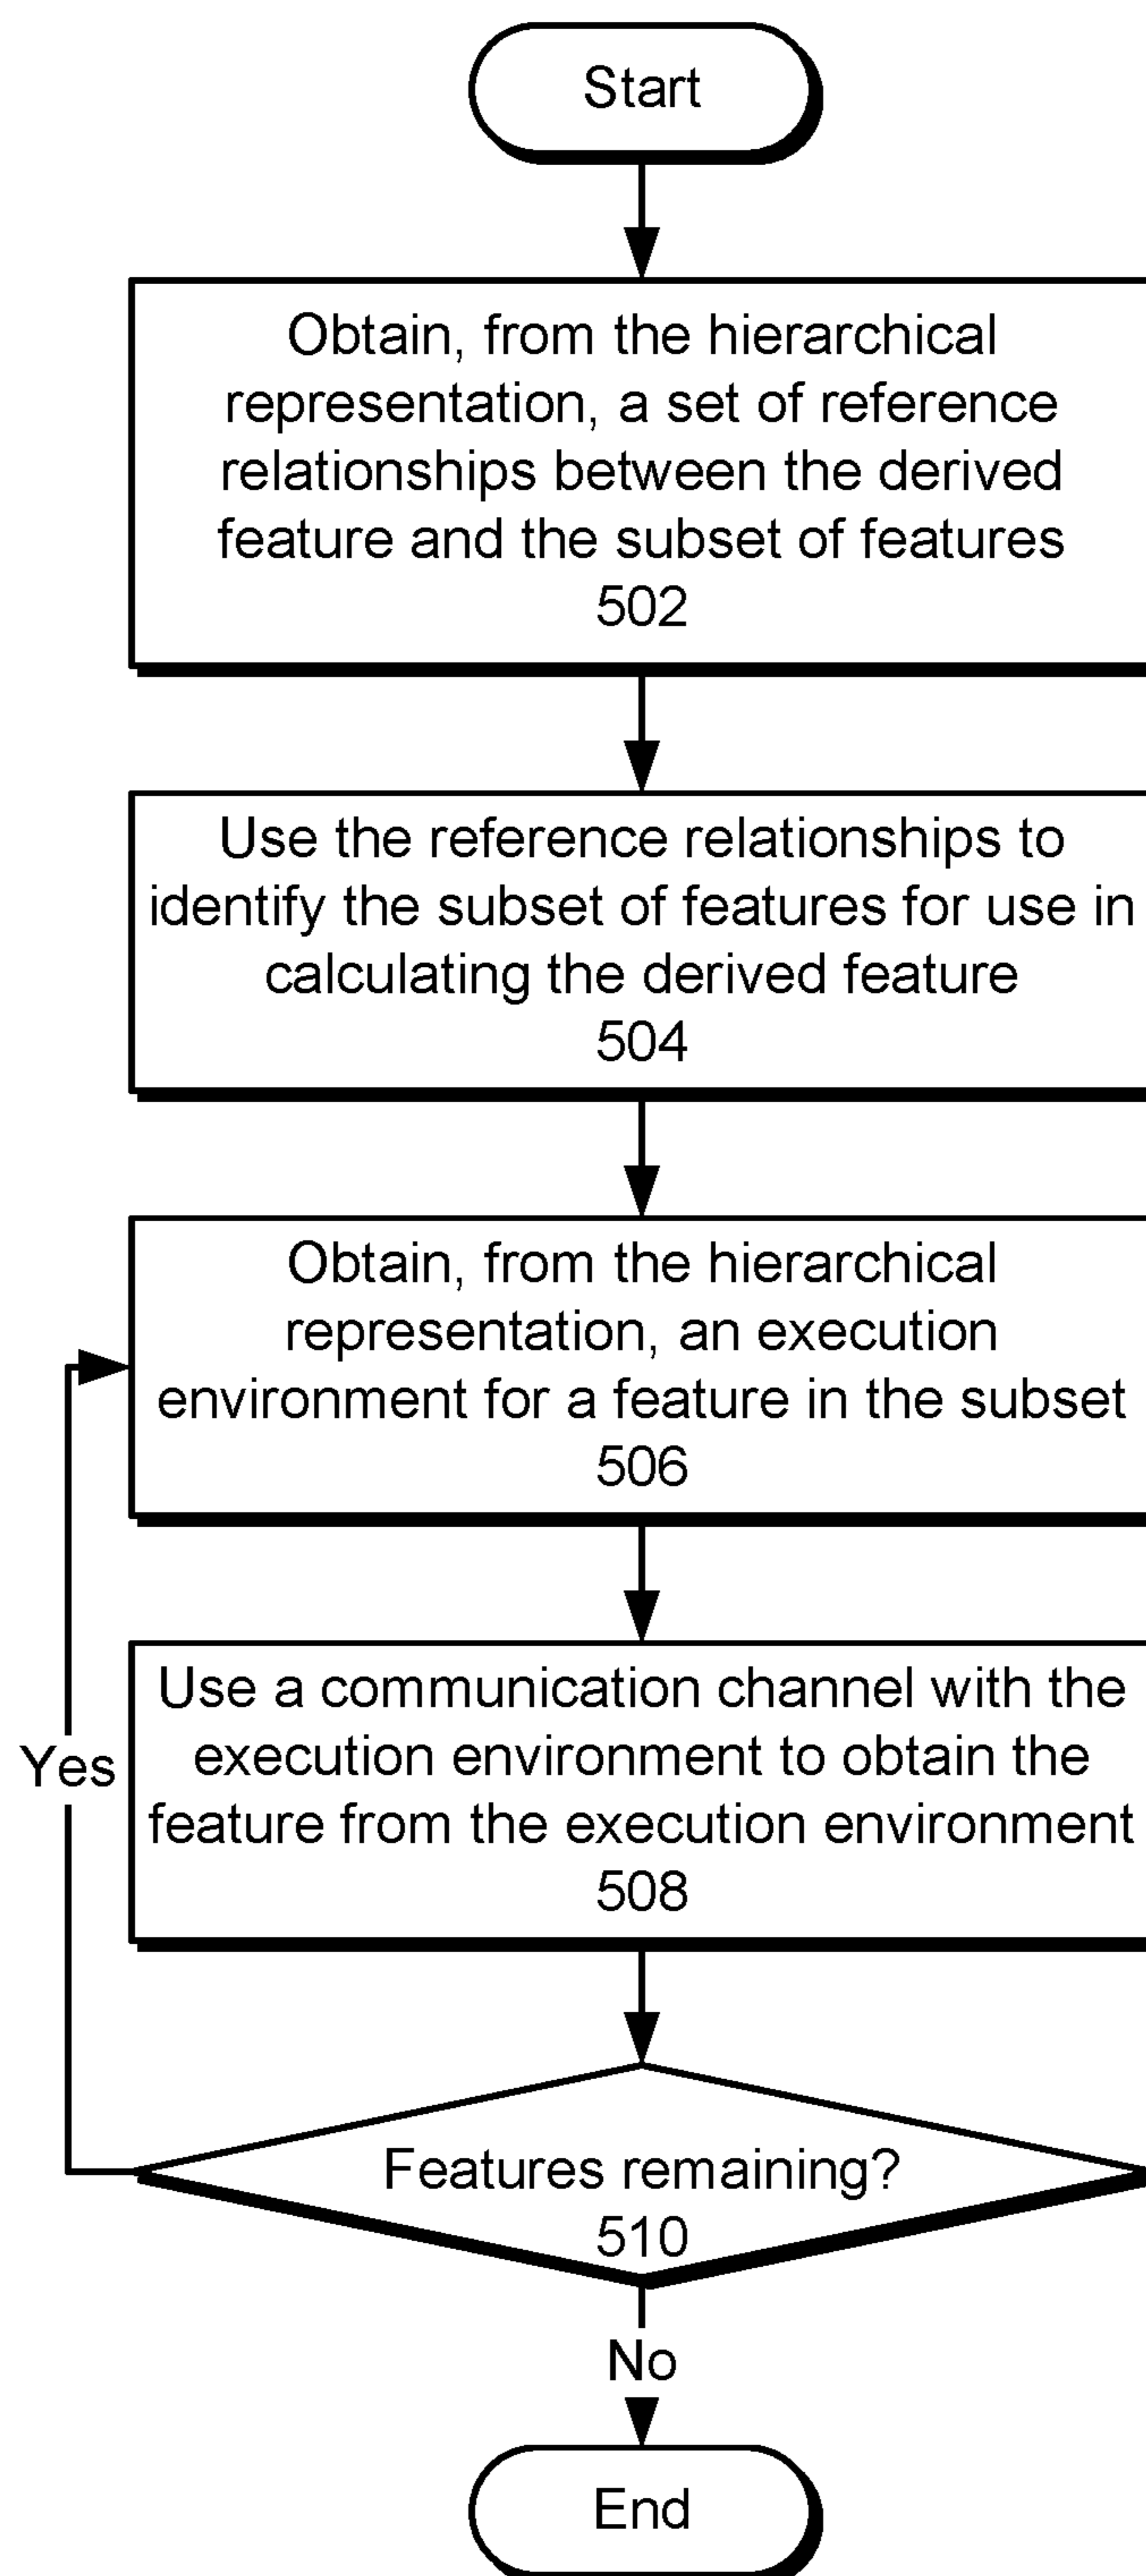 Start
Obtain, from the hierarchical
representation, a set of reference
relationships between the derived
feature and the subset of features
502
Use the reference relationships to
identify the subset of features for use in
calculating the derived feature
504
Obtain, from the hierarchical
representation, an execution
environment for a feature in the subset
506
Use a communication channel with the
execution environment to obtain the
feature from the execution environment
508
Yes
Features remaining?
510
No
End